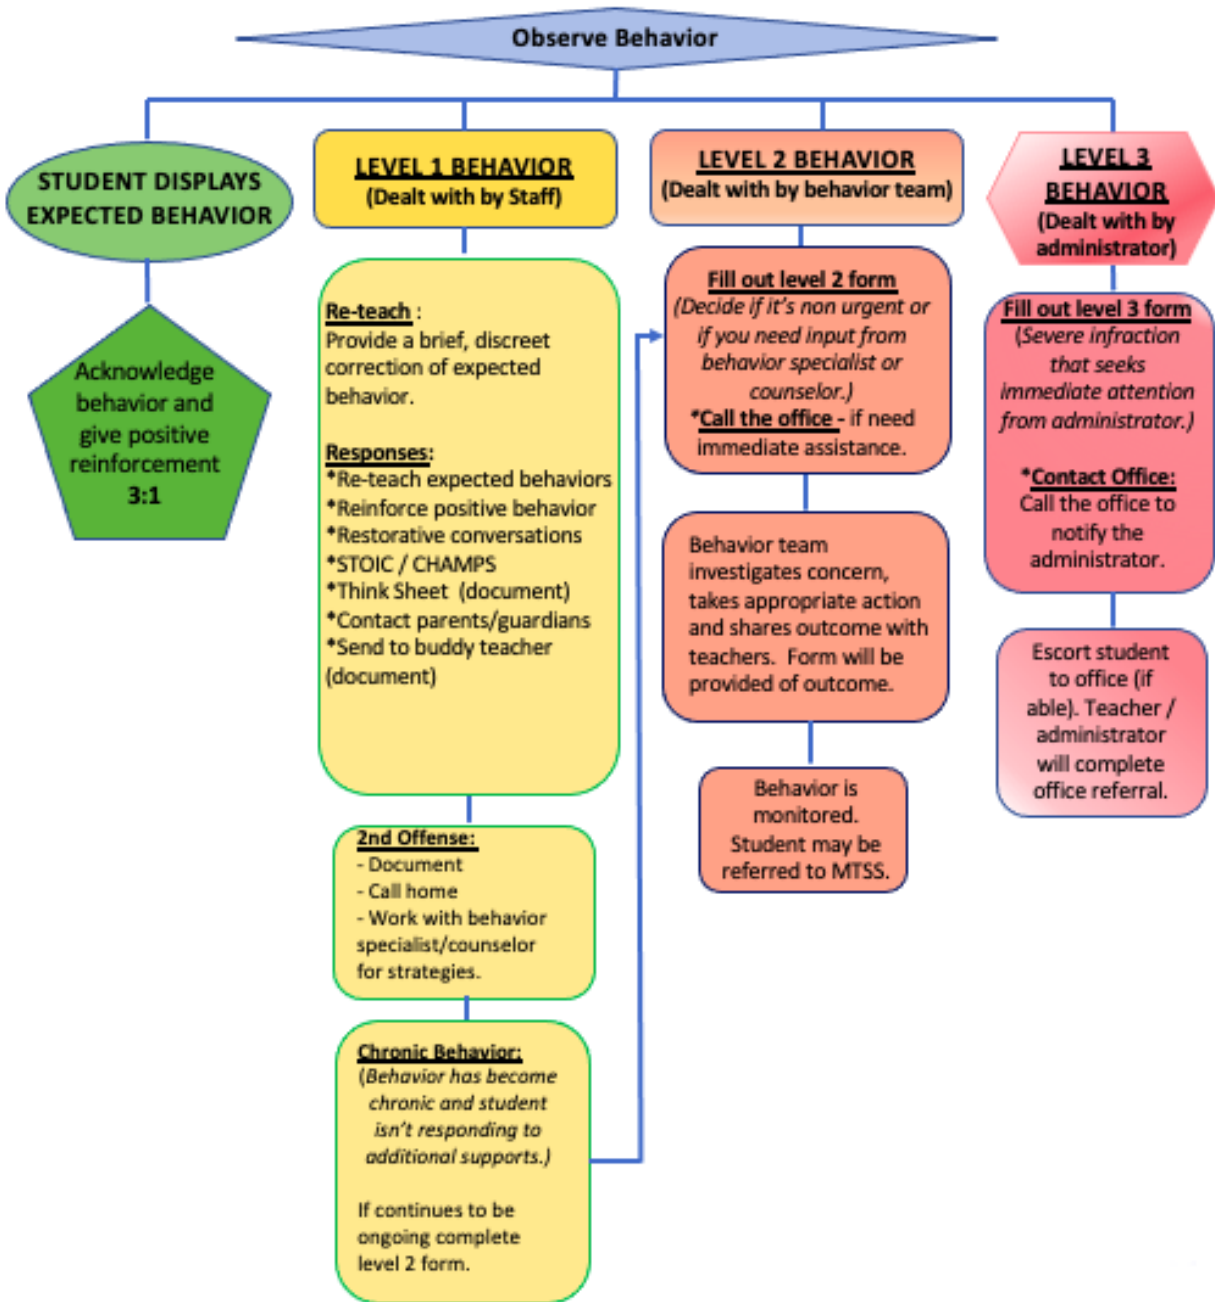 Observe Behavior
STUDENT DISPLAYS
EXPECTED BEHAVIOR
Acknowledge
behavior and
give positive
reinforcement
3:1
LEVEL 1 BEHAVIOR
(Dealt with by Staff)
Re-teach :
Provide a brief, discreet
correction of expected
behavior.
Responses:
*Re-teach expected behaviors
*Reinforce positive behavior
*Restorative conversations
*STOIC / CHAMPS
*Think Sheet (document)
*Contact parents/guardians
*Send to buddy teacher
(document)
2nd Offense:
- Document
- Call home
- Work with behavior
specialist/counselor
for strategies.
Chronic Behavior:
(Behavior has become
chronic and student
isn't responding to
additional supports.)
If continues to be
ongoing complete
level 2 form.
LEVEL 2 BEHAVIOR
(Dealt with by behavior team)
Fill out level 2 form
(Decide if it's non urgent or
if you need input from
behavior specialist or
counselor.)
*Call the office - if need
immediate assistance.
Behavior team
investigates concern,
takes appropriate action
and shares outcome with
teachers. Form will be
provided of outcome.
Behavior is
monitored.
Student may be
referred to MTSS.
LEVEL 3
BEHAVIOR
(Dealt with by
administrator)
Fill out level 3 form
(Severe infraction
that seeks
immediate attention
from administrator.)
*Contact Office:
Call the office to
notify the
administrator.
Escort student
to office (if
able). Teacher /
administrator
will complete
office referral.